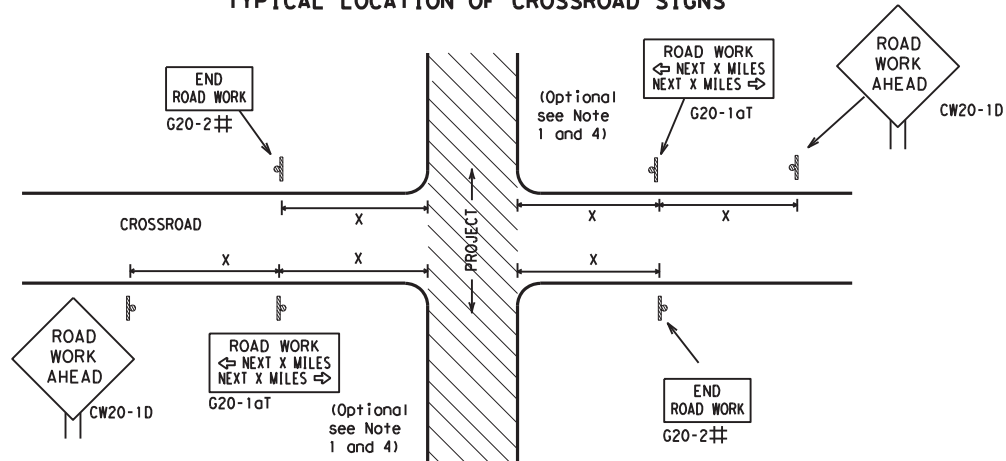 TYPICAL LOCATION OF CROSSROAD SIGNS
END
ROAD WORK
G20-2#
(Optional
see Note
1 and 4)
ROAD WORK
⇦ NEXT X MILES
NEXT X MILES ⇨
G20-1aT
ROAD
WORK
AHEAD
CW20-1D
X
X
X
CROSSROAD
PROJECT
X
X
X
ROAD
WORK
AHEAD
CW20-1D
ROAD WORK
⇦ NEXT X MILES
NEXT X MILES ⇨
G20-1aT
(Optional
see Note
1 and 4)
END
ROAD WORK
G20-2#